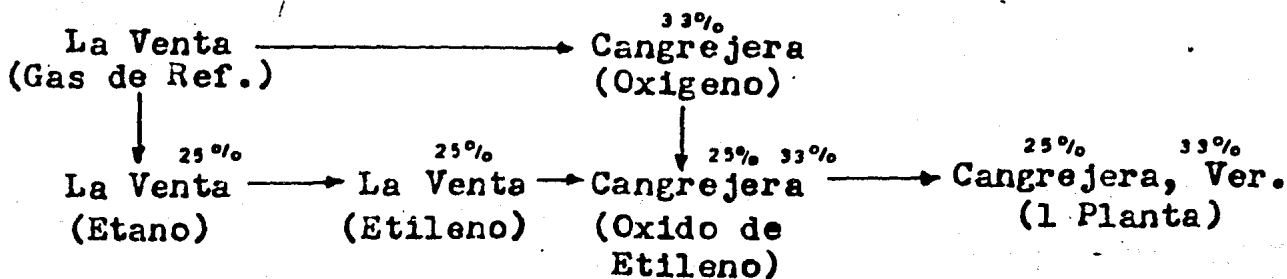 33%
La Venta Cangrejera
(Gas de Ref.) (Oxigeno)
25% 25% 25% 33% 25% 33%
La Venta La Venta Cangrejera Cangrejera, Ver.
(Etano) (Etileno) (Oxido de (1 Planta)
Etileno)